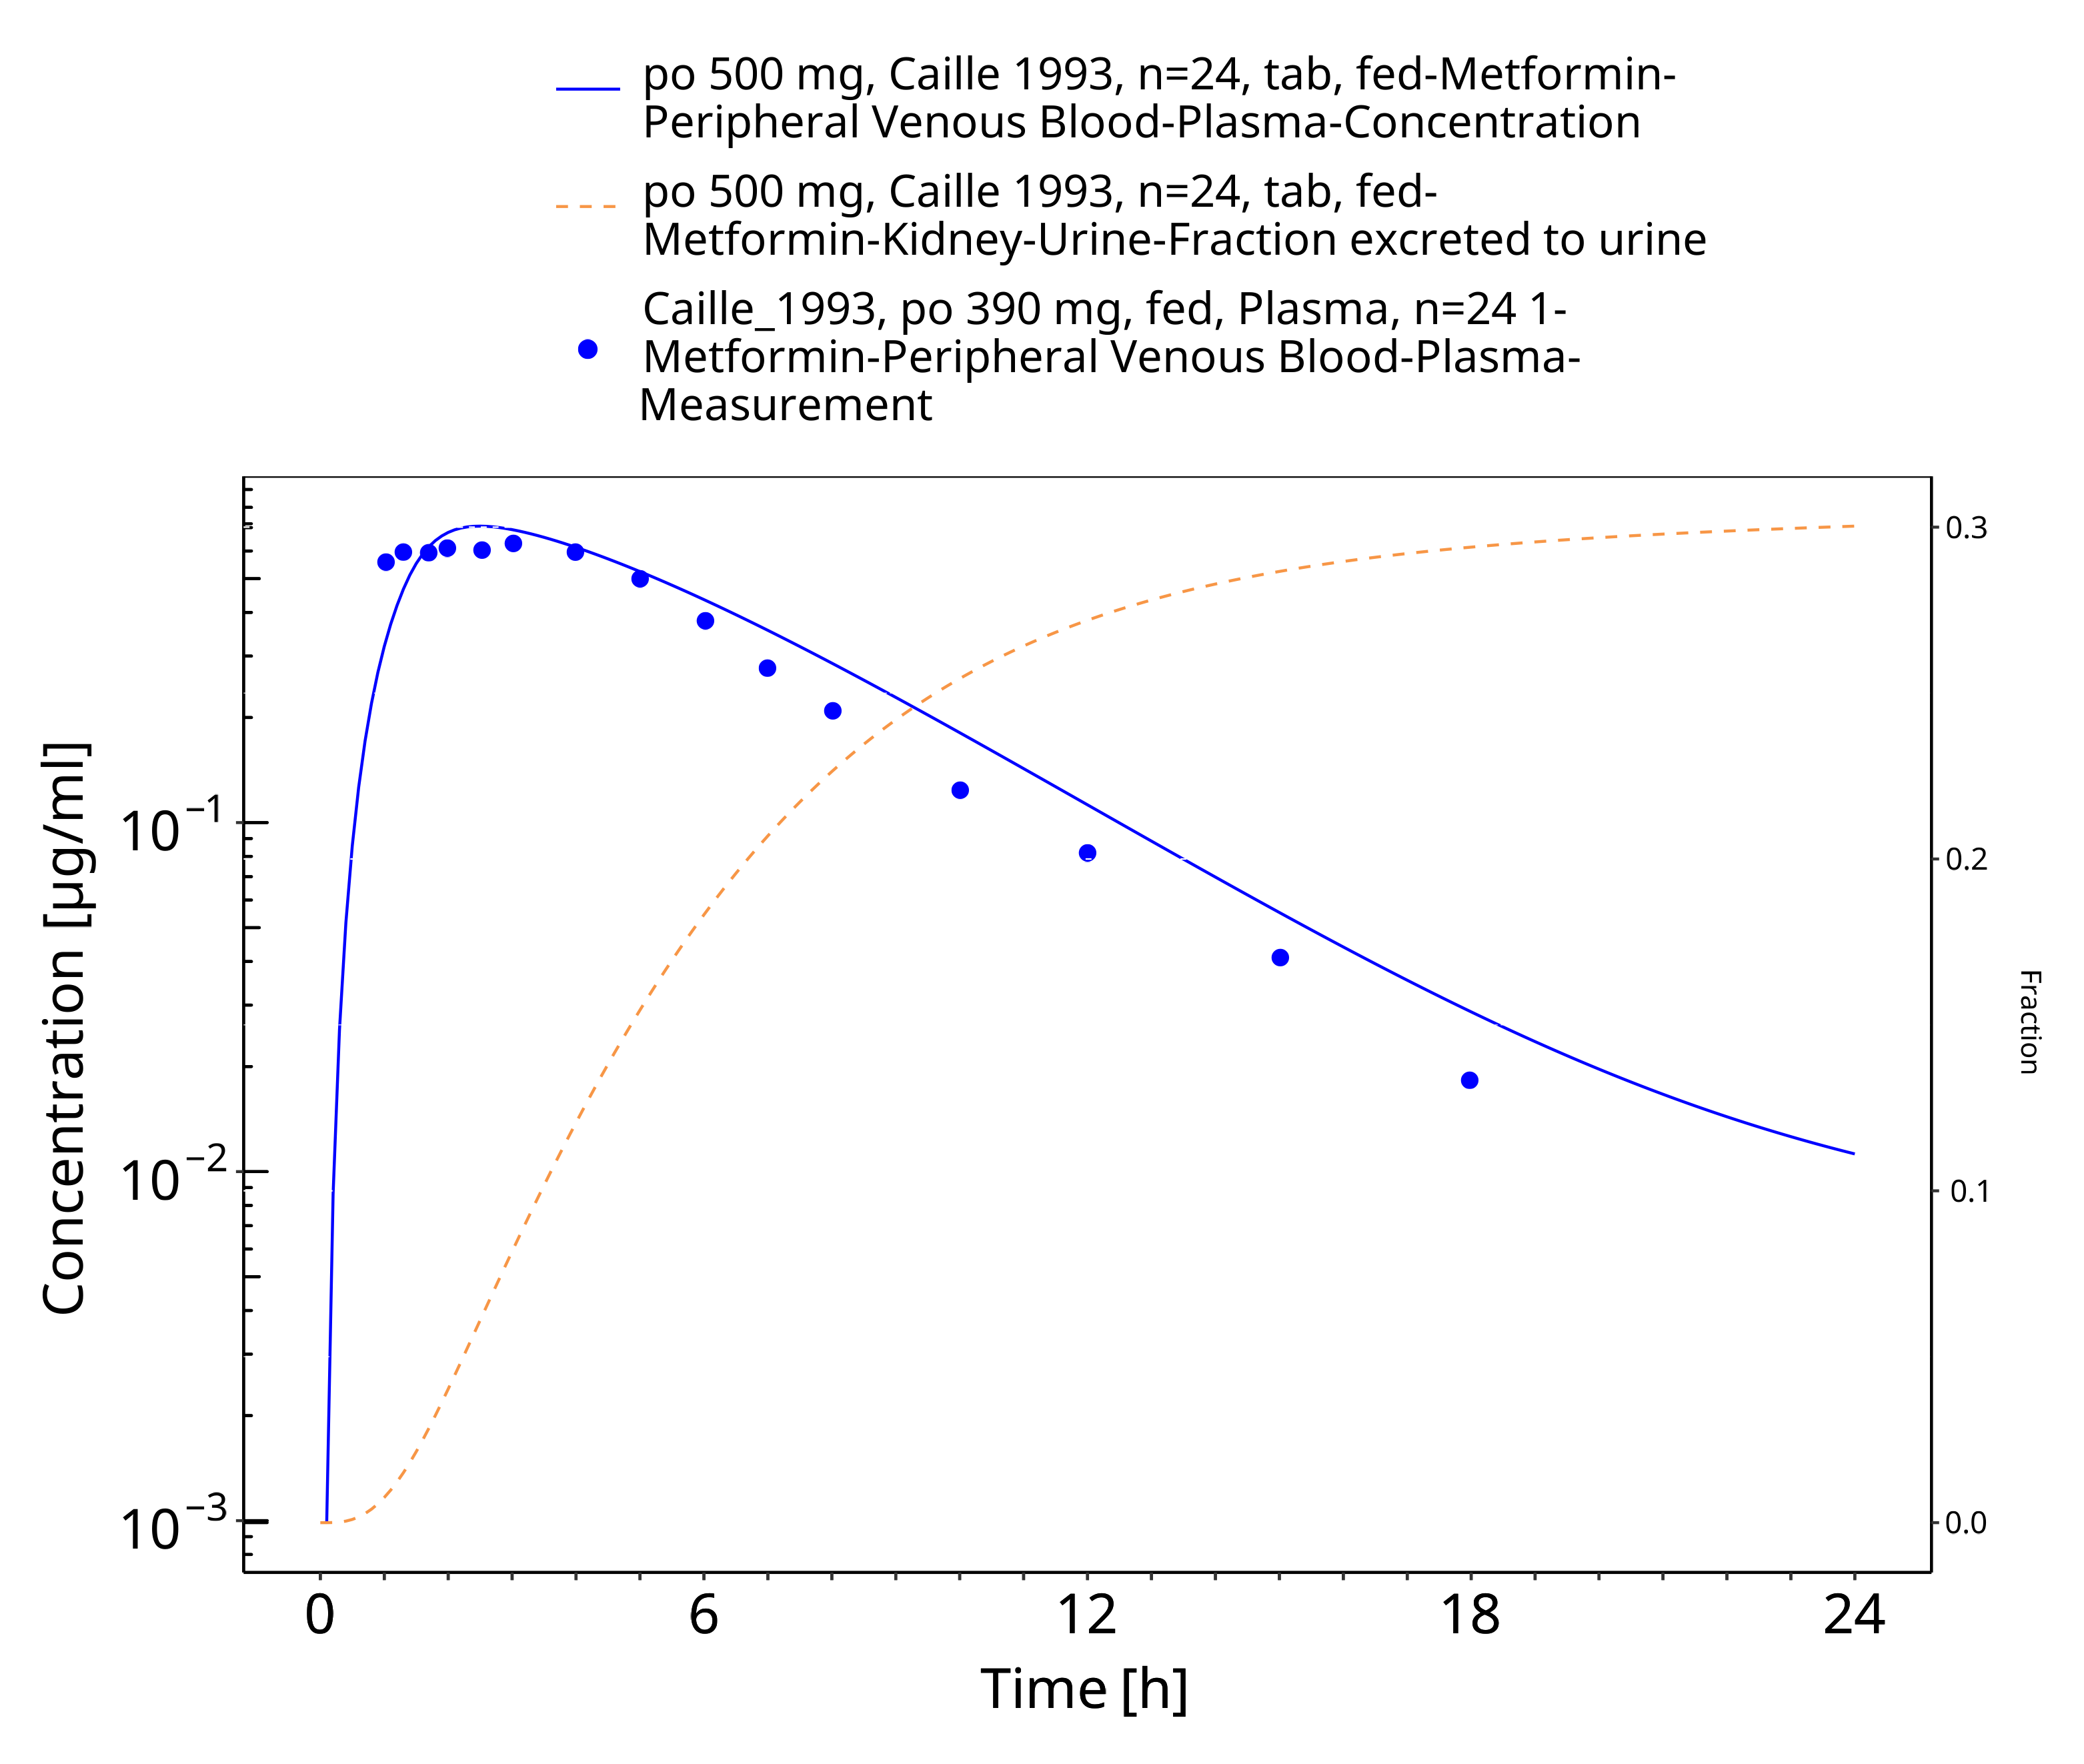 po 500 mg, Caille 1993, n=24, tab, fed-Metformin-
Peripheral Venous Blood-Plasma-Concentration
po 500 mg, Caille 1993, n=24, tab, fed-
Metformin-Kidney-Urine-Fraction excreted to urine
Caille_1993, po 390 mg, fed, Plasma, n=24 1-
Metformin-Peripheral Venous Blood-Plasma-
Measurement
Concentration [µg/ml]
10⁻¹
10⁻²
10⁻³
0.3
0.2
0.1
0.0
Fraction
0 6 12 18 24
Time [h]